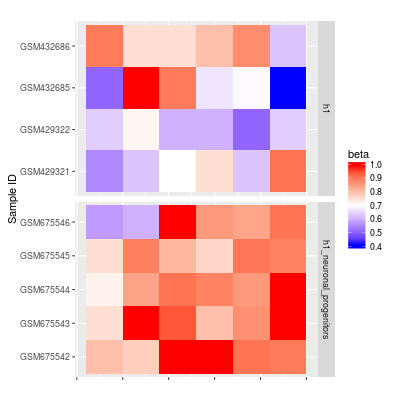 Sample ID
GSM432686
GSM432685
GSM429322
GSM429321
h1
GSM675546
GSM675545
GSM675544
GSM675543
GSM675542
h1_neuronal_progenitors
beta
1.0
0.9
0.8
0.7
0.6
0.5
0.4